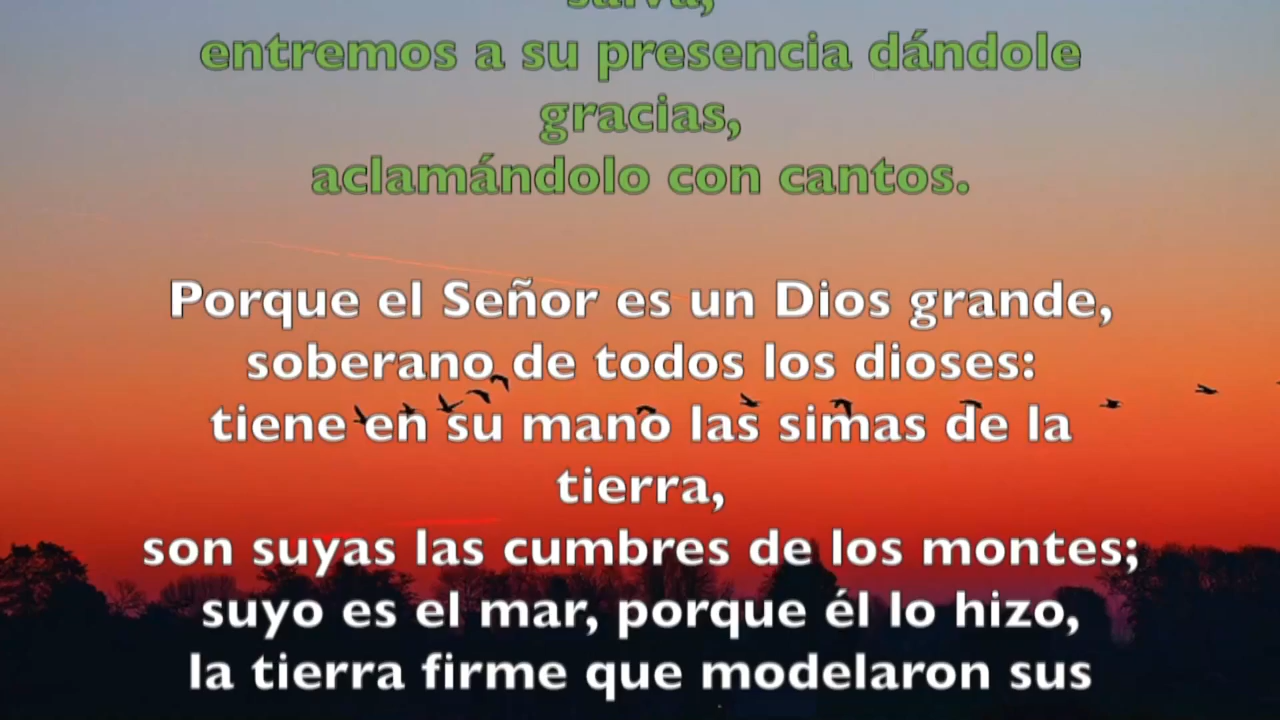 salva,
entremos a su presencia dándole
gracias,
aclamándolo con cantos.
Porque el Señor es un Dios grande,
soberano de todos los dioses:
tiene en su mano las simas de la
tierra,
son suyas las cumbres de los montes;
suyo es el mar, porque él lo hizo,
la tierra firme que modelaron sus